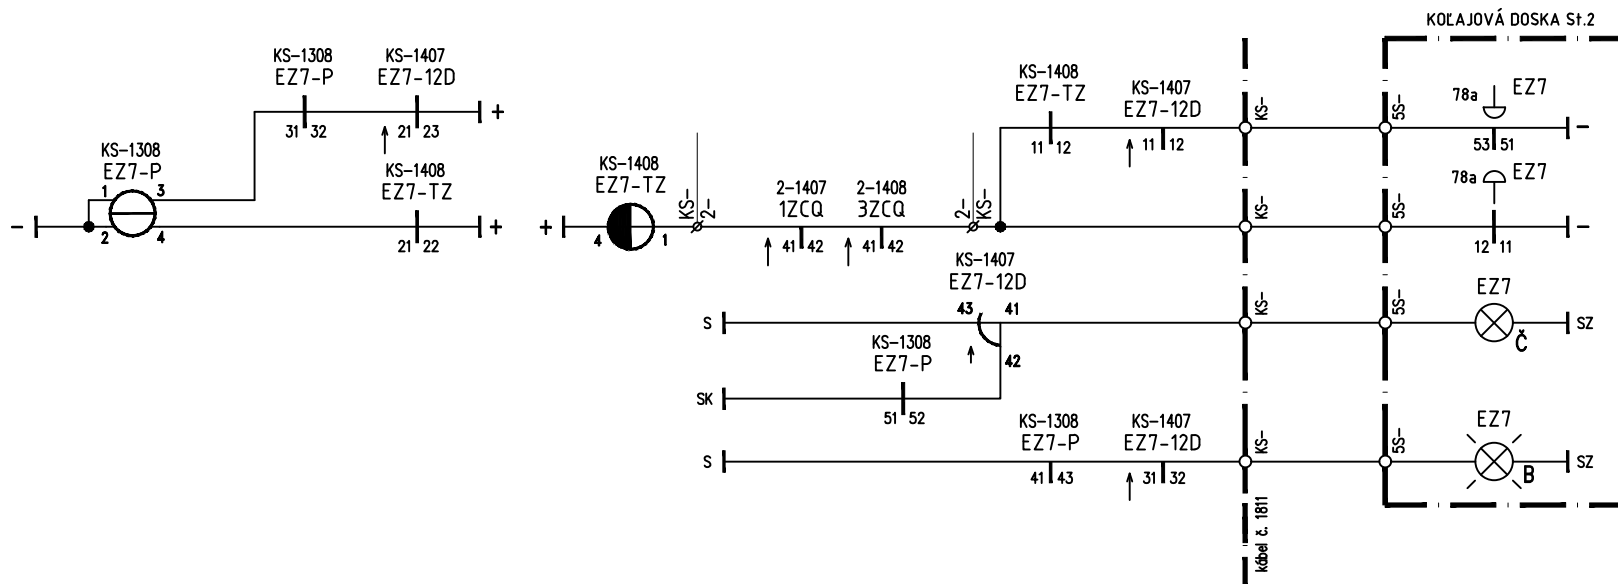 KOĽAJOVÁ DOSKA St.2
KS-1308
EZ7-P
31 32
KS-1407
EZ7-12D
21 23
+
KS-1308
EZ7-P
1
3
2
4
-
KS-1408
EZ7-TZ
21 22
+
KS-1408
EZ7-TZ
11 12
KS-1407
EZ7-12D
11 12
KS-
5S-
78a
EZ7
53 51
-
+
KS-1408
EZ7-TZ
4
1
KS-
2-
2-1407
1ZCQ
41 42
2-1408
3ZCQ
41 42
2-
KS-
KS-
5S-
78a
EZ7
12 11
-
S
KS-1407
EZ7-12D
43
41
42
KS-
5S-
EZ7
Č
SZ
SK
KS-1308
EZ7-P
51 52
S
KS-1308
EZ7-P
41 43
KS-1407
EZ7-12D
31 32
KS-
5S-
EZ7
B
SZ
kábel č. 1811